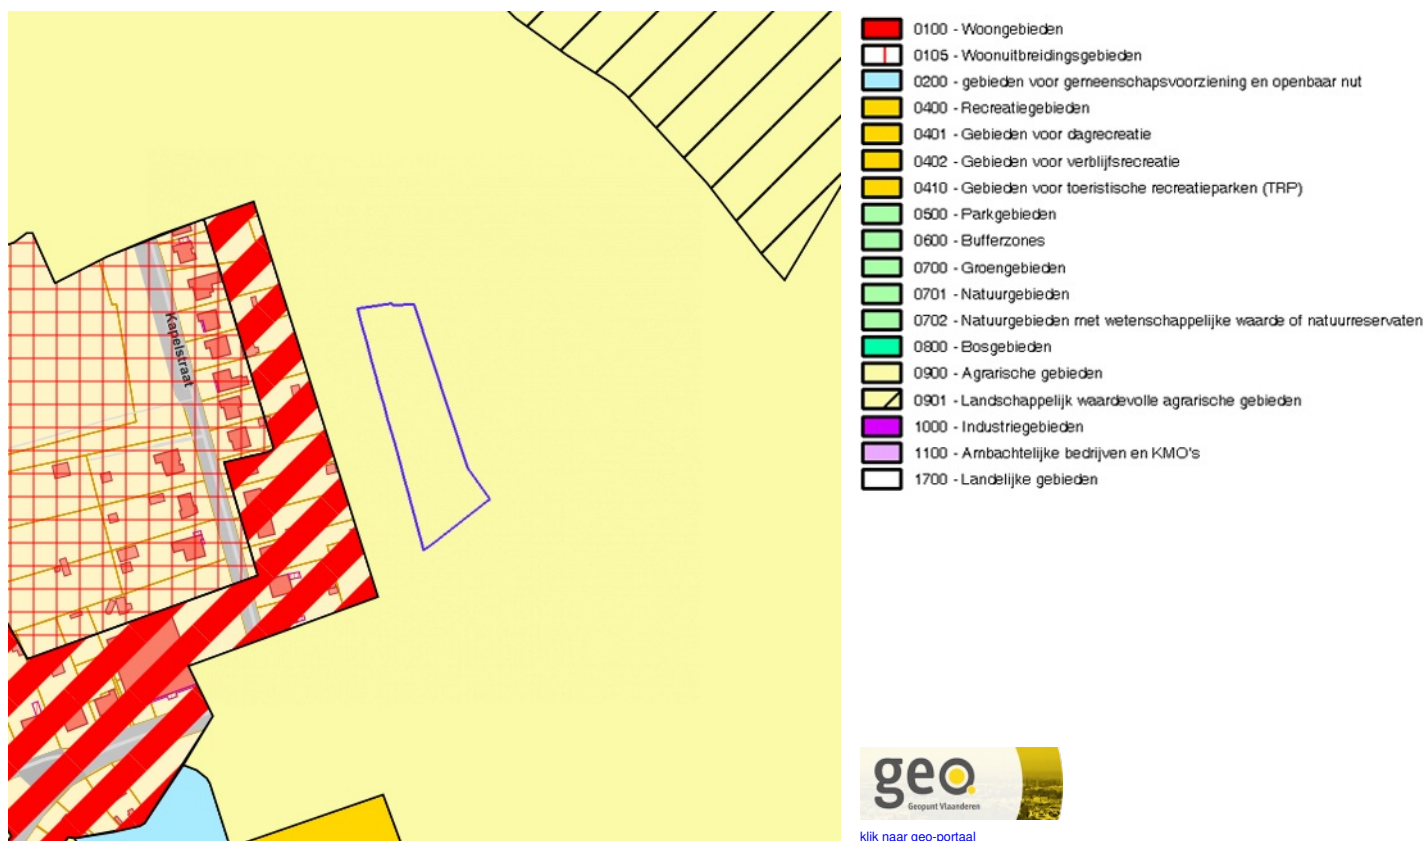 Kapelstraat
0100 - Woongebieden
0105 - Woonuitbreidingsgebieden
0200 - gebieden voor gemeenschapsvoorziening en openbaar nut
0400 - Recreatiegebieden
0401 - Gebieden voor dagrecreatie
0402 - Gebieden voor verblijfsrecreatie
0410 - Gebieden voor toeristische recreatieparken (TRP)
0500 - Parkgebieden
0600 - Bufferzones
0700 - Groengebieden
0701 - Natuurgebieden
0702 - Natuurgebieden met wetenschappelijke waarde of natuurreservaten
0800 - Bosgebieden
0900 - Agrarische gebieden
0901 - Landschappelijk waardevolle agrarische gebieden
1000 - Industriegebieden
1100 - Ambachtelijke bedrijven en KMO's
1700 - Landelijke gebieden
geo
Geopunt Vlaanderen
klik naar geo-portaal